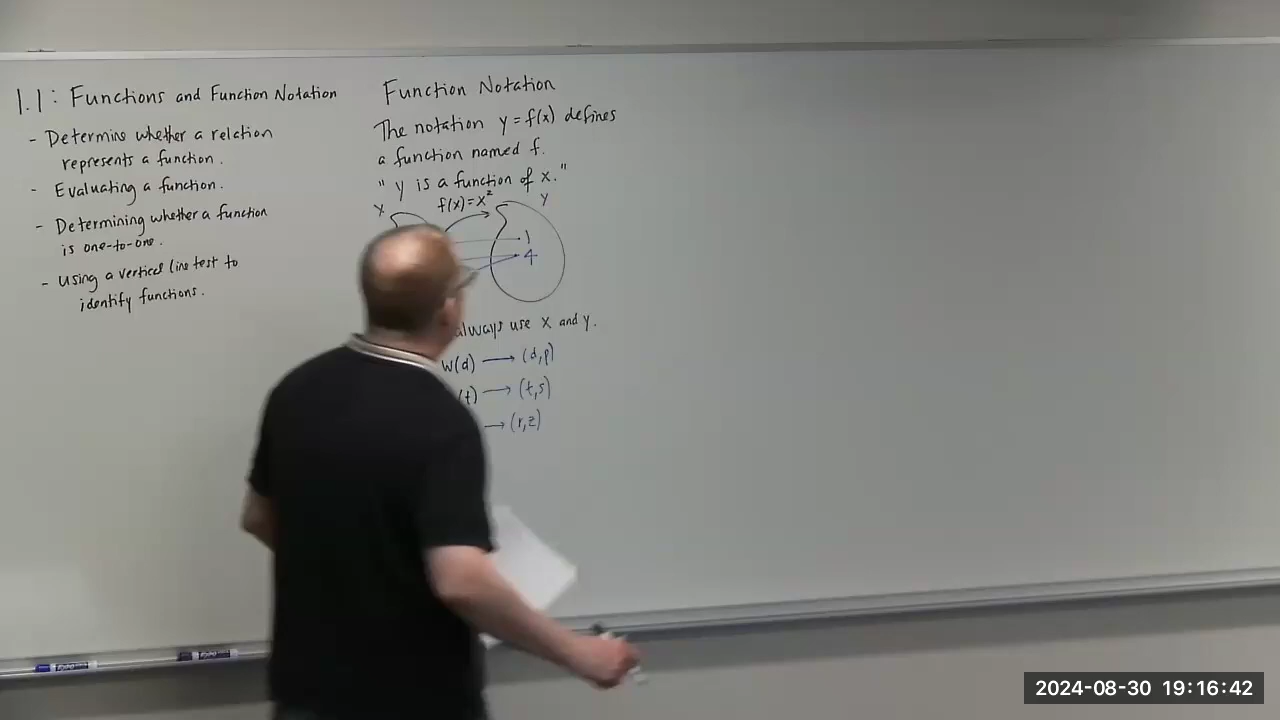 1.1: Functions and Function Notation
- Determine whether a relation
represents a function.
- Evaluating a function.
- Determining whether a function
is one-to-one.
- Using a vertical line test to
identify functions.
Function Notation
The notation y = f(x) defines
a function named f.
" y is a function of x."
f(x) = x²
X
Y
1
4
always use x and y.
w(d) → (d,p)
(t) → (t,s)
→ (r,z)
2024-08-30 19:16:42